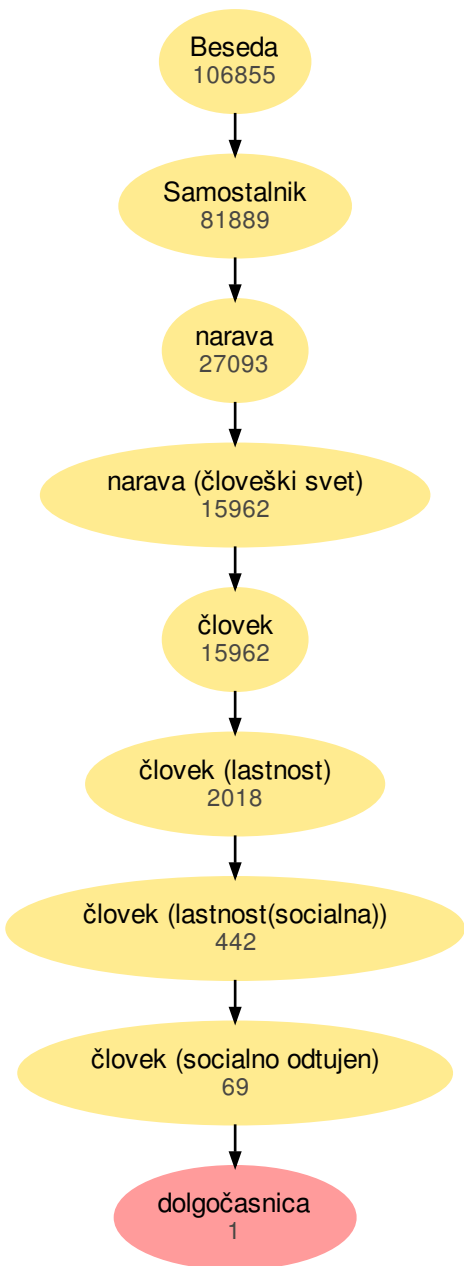 Beseda
106855
Samostalnik
81889
narava
27093
narava (človeški svet)
15962
človek
15962
človek (lastnost)
2018
človek (lastnost(socialna))
442
človek (socialno odtujen)
69
dolgočasnica
1